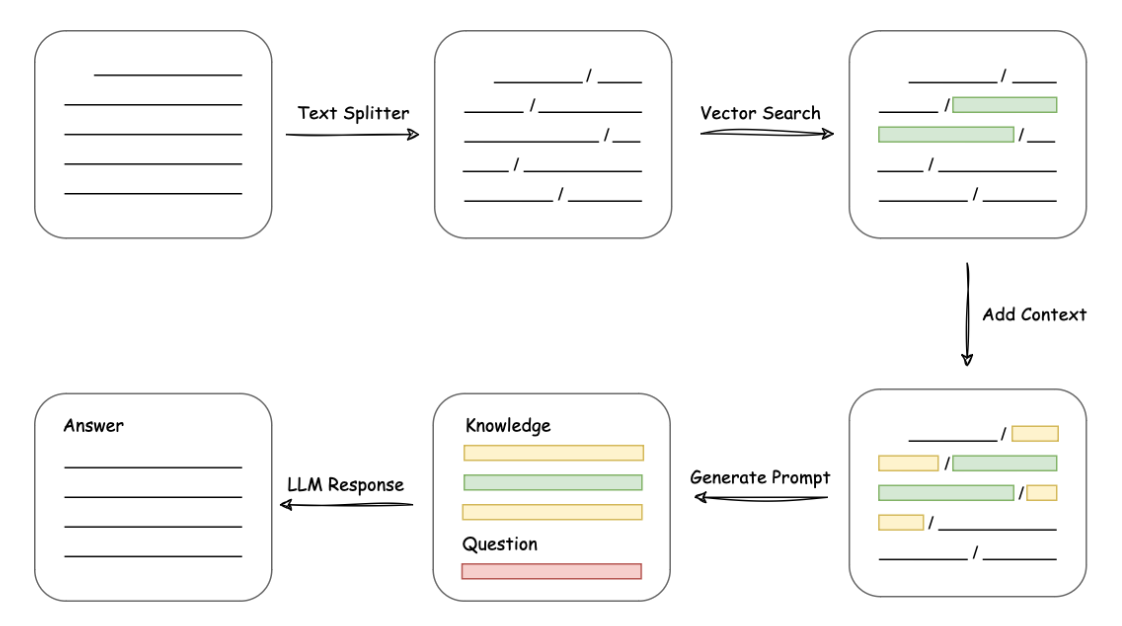 Text Splitter
Vector Search
Add Context
Generate Prompt
Knowledge
Question
LLM Response
Answer